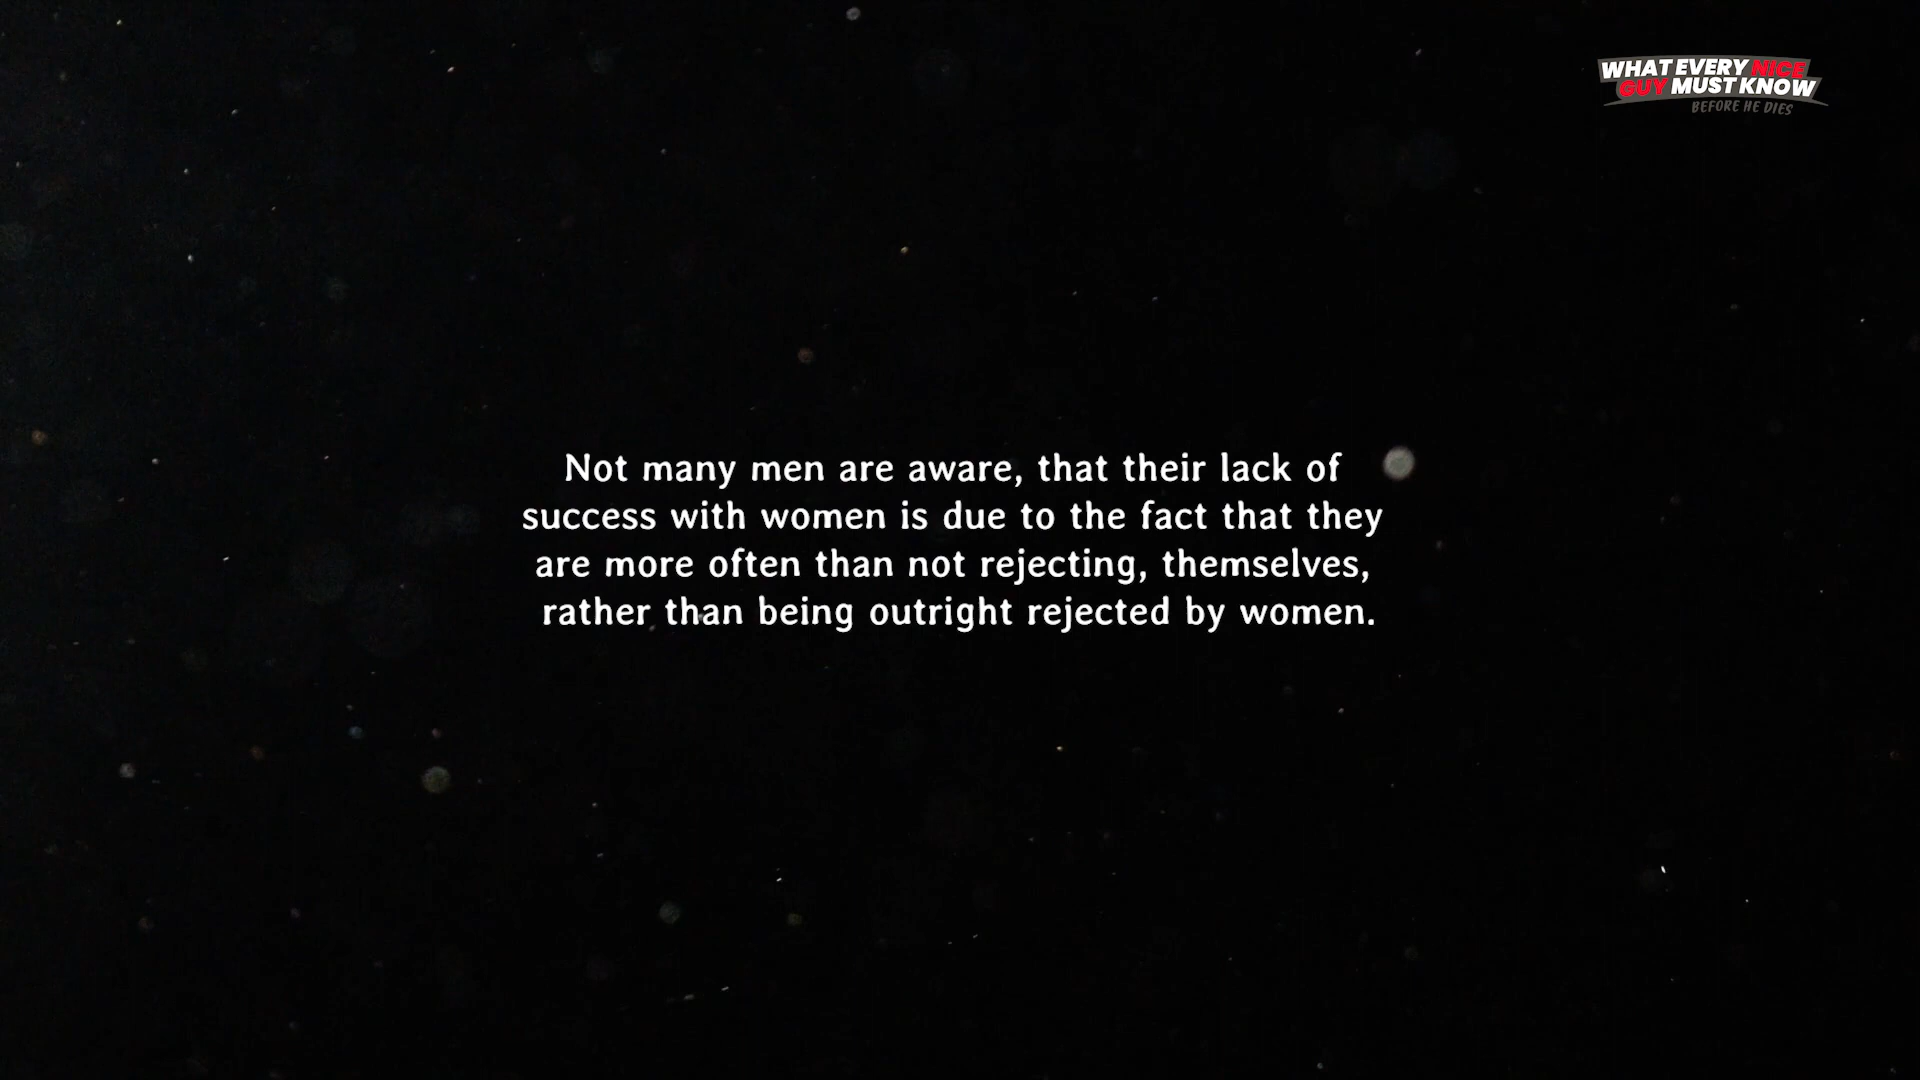 WHAT EVERY NICE
GUY MUST KNOW
BEFORE HE DIES
Not many men are aware, that their lack of
success with women is due to the fact that they
are more often than not rejecting, themselves,
rather than being outright rejected by women.